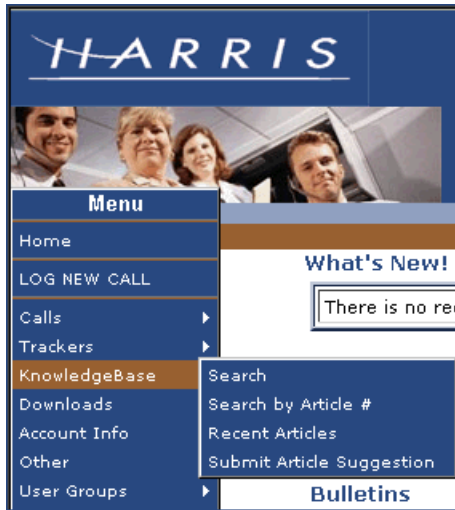 HARRIS
Menu
Home
What's New!
LOG NEW CALL
There is no rec
Calls
Trackers
KnowledgeBase
Search
Downloads
Search by Article #
Account Info
Recent Articles
Other
Submit Article Suggestion
User Groups
Bulletins